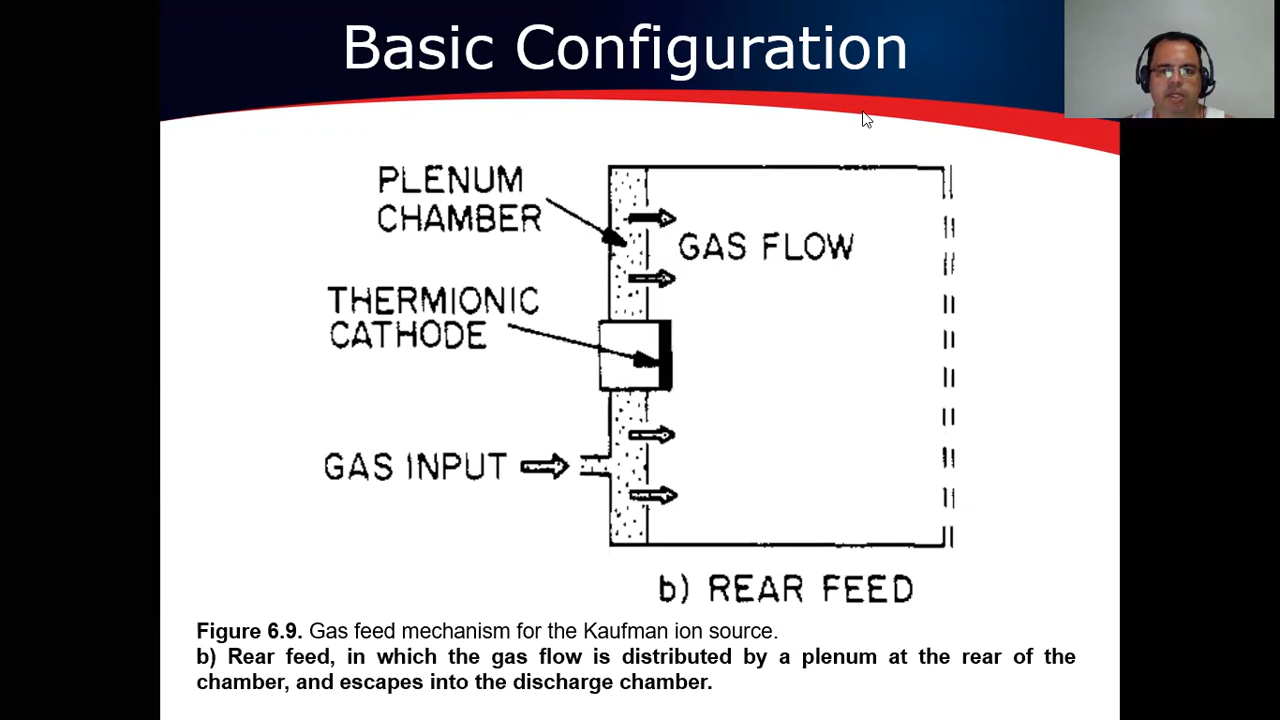 Basic Configuration
PLENUM
CHAMBER
GAS FLOW
THERMIONIC
CATHODE
GAS INPUT
b) REAR FEED
Figure 6.9. Gas feed mechanism for the Kaufman ion source.
b) Rear feed, in which the gas flow is distributed by a plenum at the rear of the
chamber, and escapes into the discharge chamber.